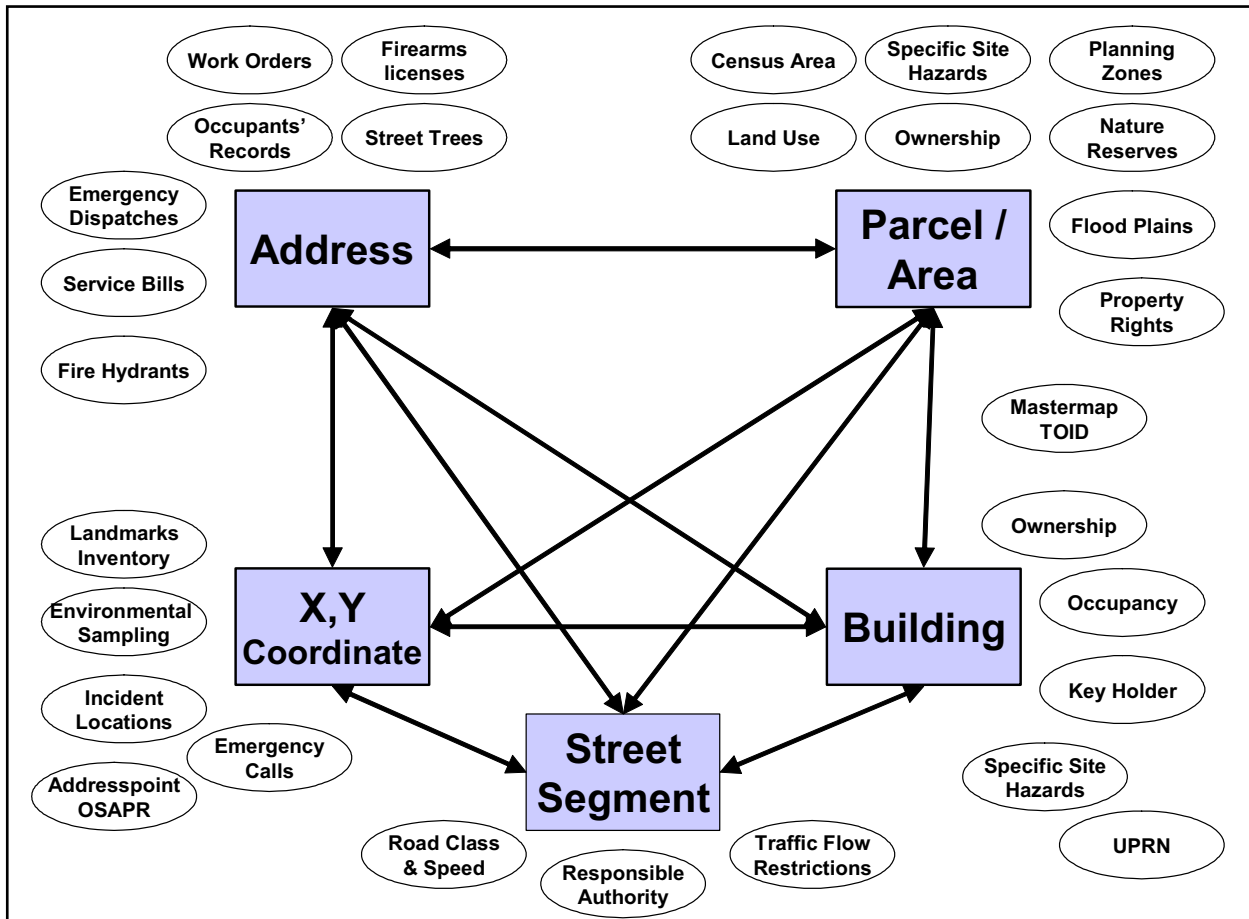 Work Orders
Firearms
licenses
Census Area
Specific Site
Hazards
Planning
Zones
Occupants’
Records
Street Trees
Land Use
Ownership
Nature
Reserves
Emergency
Dispatches
Address
Parcel /
Area
Flood Plains
Service Bills
Property
Rights
Fire Hydrants
Mastermap
TOID
Landmarks
Inventory
Ownership
Environmental
Sampling
X,Y
Coordinate
Building
Occupancy
Incident
Locations
Key Holder
Emergency
Calls
Street
Segment
Addresspoint
OSAPR
Specific Site
Hazards
Road Class
& Speed
Responsible
Authority
Traffic Flow
Restrictions
UPRN